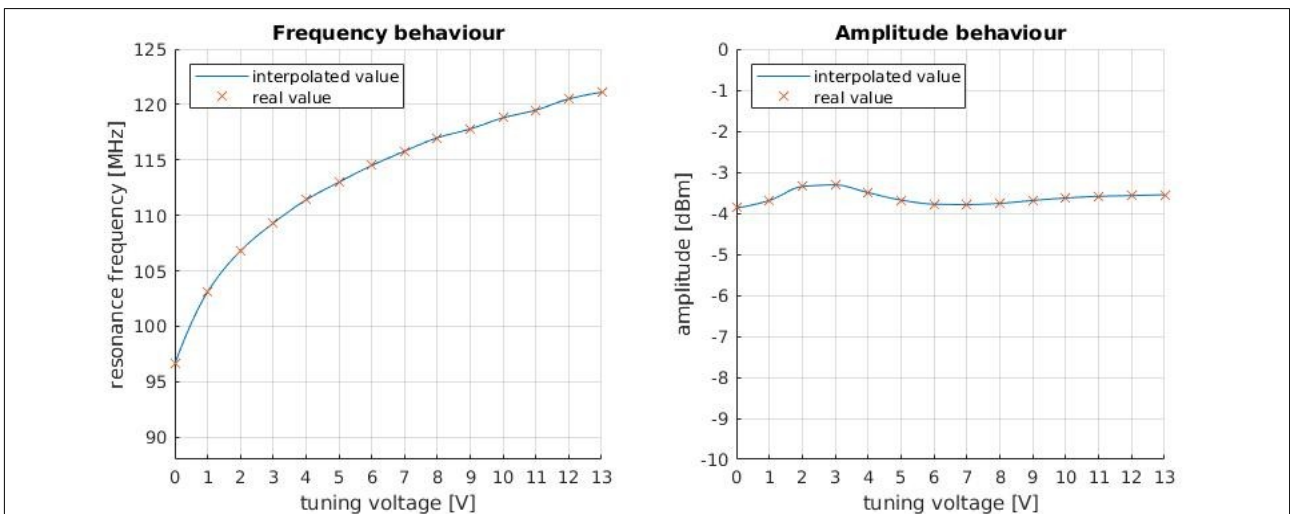 Frequency behaviour
125
120
115
110
105
100
95
90
resonance frequency [MHz]
interpolated value
real value
0 1 2 3 4 5 6 7 8 9 10 11 12 13
tuning voltage [V]
Amplitude behaviour
0
-1
-2
-3
-4
-5
-6
-7
-8
-9
-10
amplitude [dBm]
interpolated value
real value
0 1 2 3 4 5 6 7 8 9 10 11 12 13
tuning voltage [V]